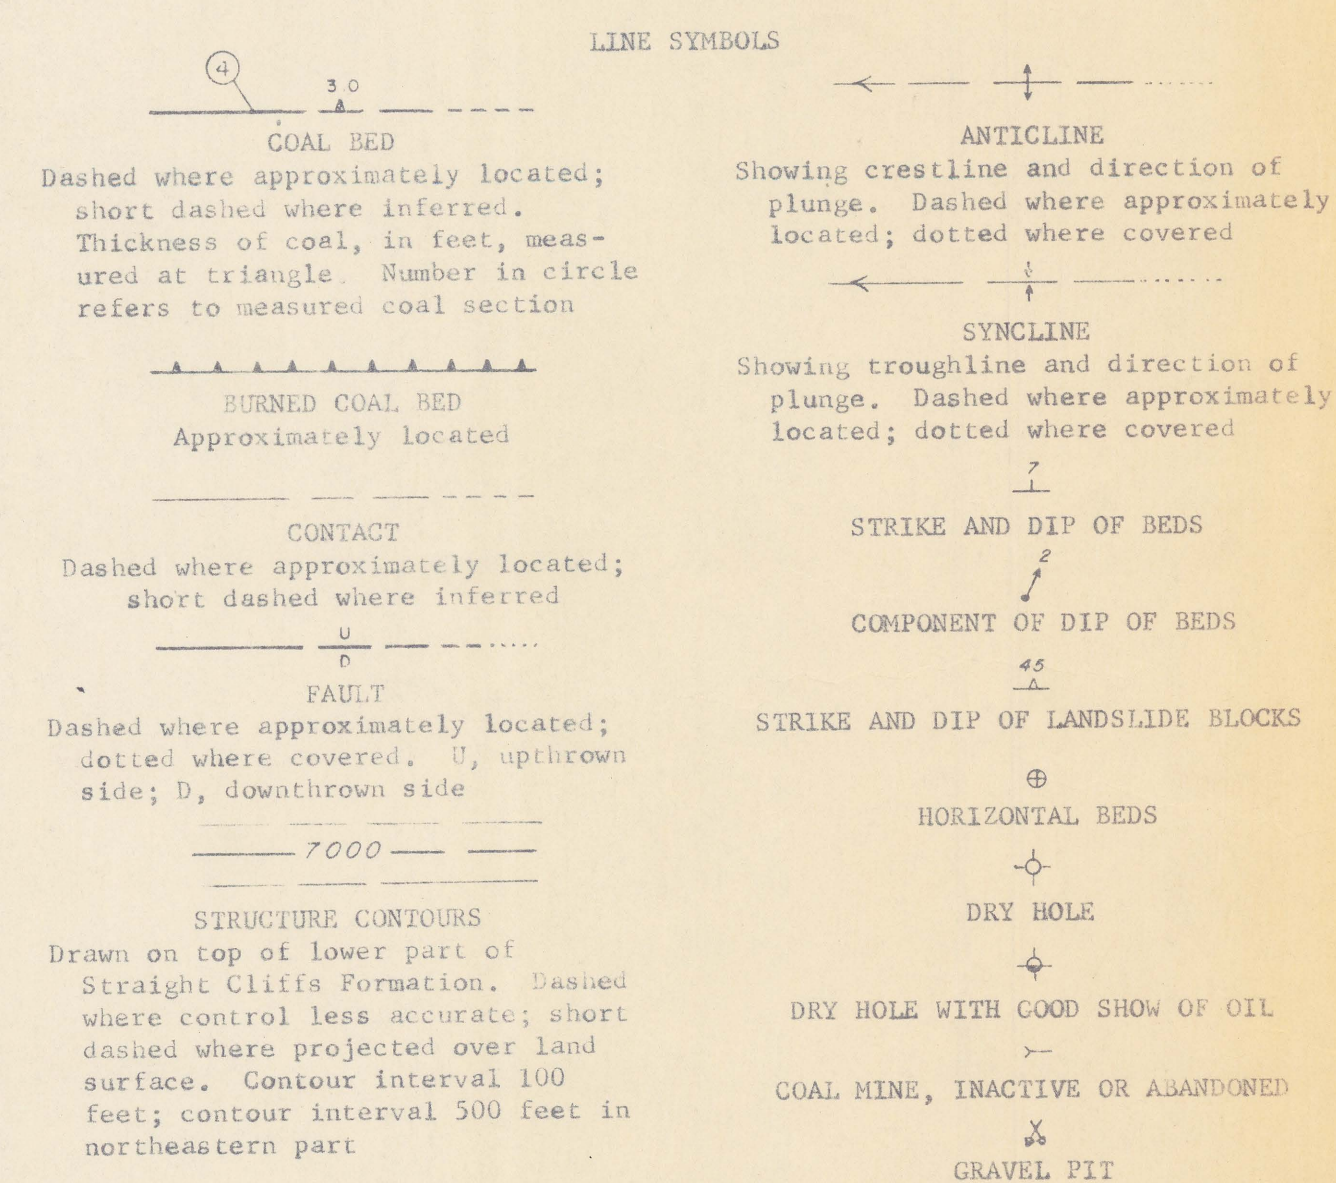 LINE SYMBOLS
4
3.0
COAL BED
Dashed where approximately located;
short dashed where inferred.
Thickness of coal, in feet, meas-
ured at triangle. Number in circle
refers to measured coal section
BURNED COAL BED
Approximately located
CONTACT
Dashed where approximately located;
short dashed where inferred
U
D
FAULT
Dashed where approximately located;
dotted where covered. U, upthrown
side; D, downthrown side
7000
STRUCTURE CONTOURS
Drawn on top of lower part of
Straight Cliffs Formation. Dashed
where control less accurate; short
dashed where projected over land
surface. Contour interval 100
feet; contour interval 500 feet in
northeastern part
ANTICLINE
Showing crestline and direction of
plunge. Dashed where approximately
located; dotted where covered
SYNCLINE
Showing troughline and direction of
plunge. Dashed where approximately
located; dotted where covered
7
STRIKE AND DIP OF BEDS
2
COMPONENT OF DIP OF BEDS
45
STRIKE AND DIP OF LANDSLIDE BLOCKS
HORIZONTAL BEDS
DRY HOLE
DRY HOLE WITH GOOD SHOW OF OIL
COAL MINE, INACTIVE OR ABANDONED
GRAVEL PIT